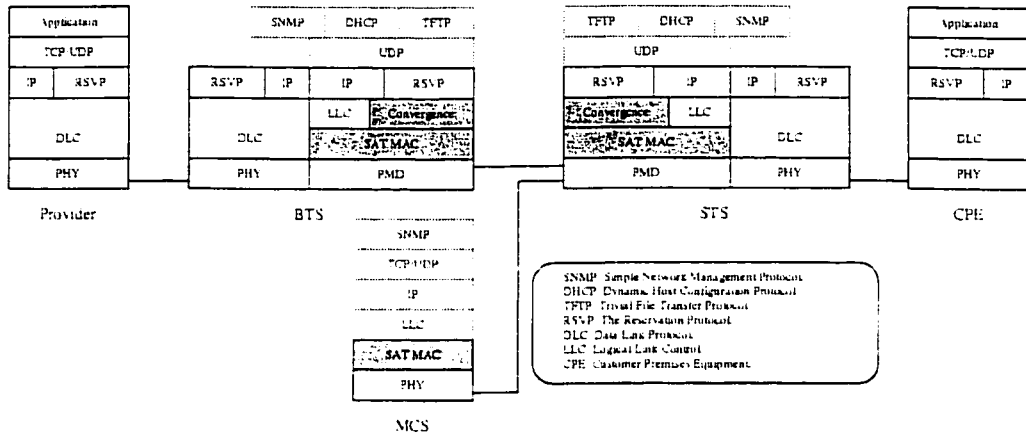 Application
TCP/UDP
IP RSVP
DLC
PHY
Provider
SNMP DHCP TFTP
UDP
RSVP IP IP RSVP
LLC Convergence
DLC SAT MAC
PHY PMD
BTS
TFTP DHCP SNMP
UDP
RSVP IP IP RSVP
Convergence LLC
SAT MAC DLC
PMD PHY
STS
Application
TCP/UDP
RSVP IP
DLC
PHY
CPE
SNMP
TCP/UDP
IP
LLC
SAT MAC
PHY
MCS
SNMP Simple Network Management Protocol
DHCP Dynamic Host Configuration Protocol
TFTP Trivial File Transfer Protocol
RSVP The Reservation Protocol
DLC Data Link Protocol
LLC Logical Link Control
CPE Customer Premises Equipment